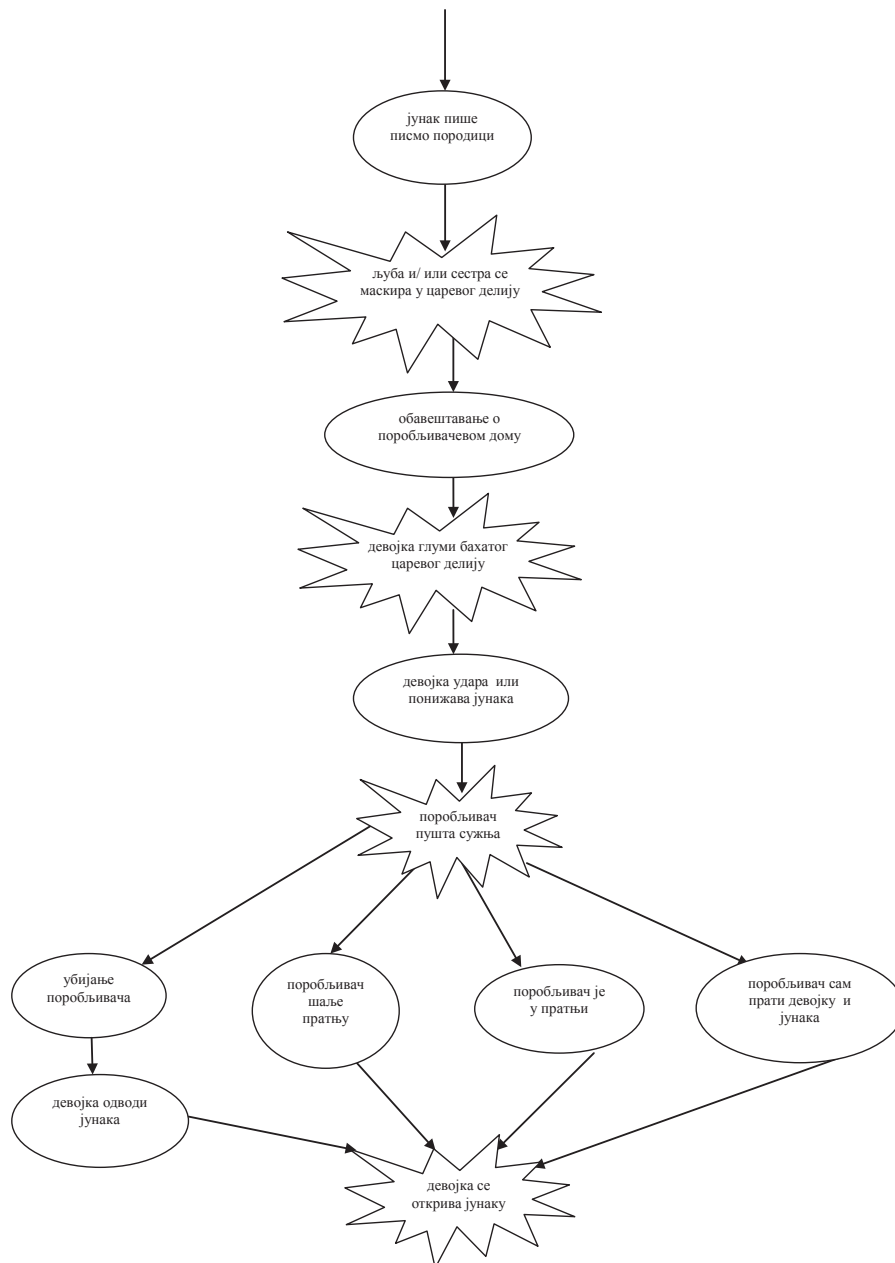 јунак пише
писмо породици
љуба и/ или сестра се
маскира у царевог делију
обавештавање о
поробљивачевом дому
девојка глуми бахатог
царевог делију
девојка удара или
понижава јунака
поробљивач
пушта сужња
убијање
поробљивача
поробљивач
шаље
пратњу
поробљивач је
у пратњи
поробљивач сам
прати девојку и
јунака
девојка одводи
јунака
девојка се
открива јунаку